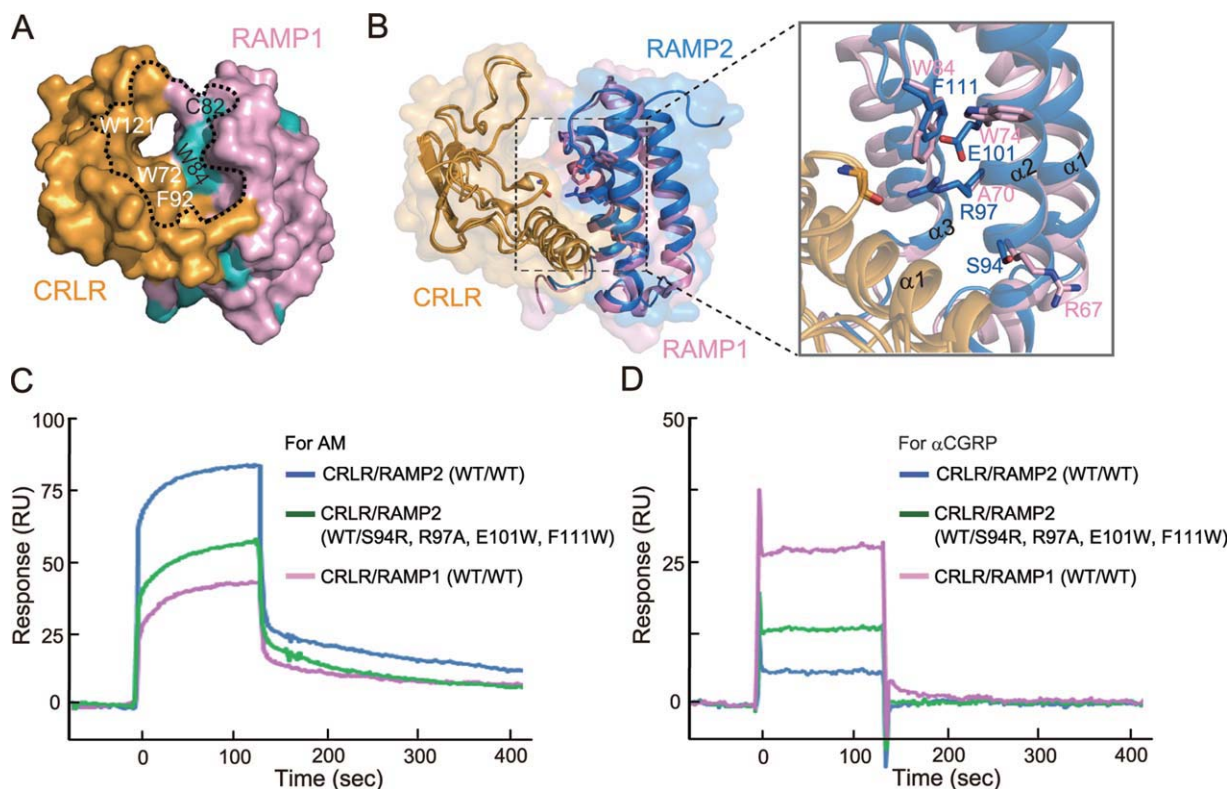 A
RAMP1
C82
W121
W84
W72
F92
CRLR
B
RAMP2
CRLR
RAMP1
W84
F111
W74
E101
α2
α1
A70
R97
α3
S94
α1
R67
C
100
75
50
25
0
Response (RU)
For AM
CRLR/RAMP2 (WT/WT)
CRLR/RAMP2
(WT/S94R, R97A, E101W, F111W)
CRLR/RAMP1 (WT/WT)
0 100 200 300 400
Time (sec)
D
50
25
0
Response (RU)
For αCGRP
CRLR/RAMP2 (WT/WT)
CRLR/RAMP2
(WT/S94R, R97A, E101W, F111W)
CRLR/RAMP1 (WT/WT)
0 100 200 300 400
Time (sec)